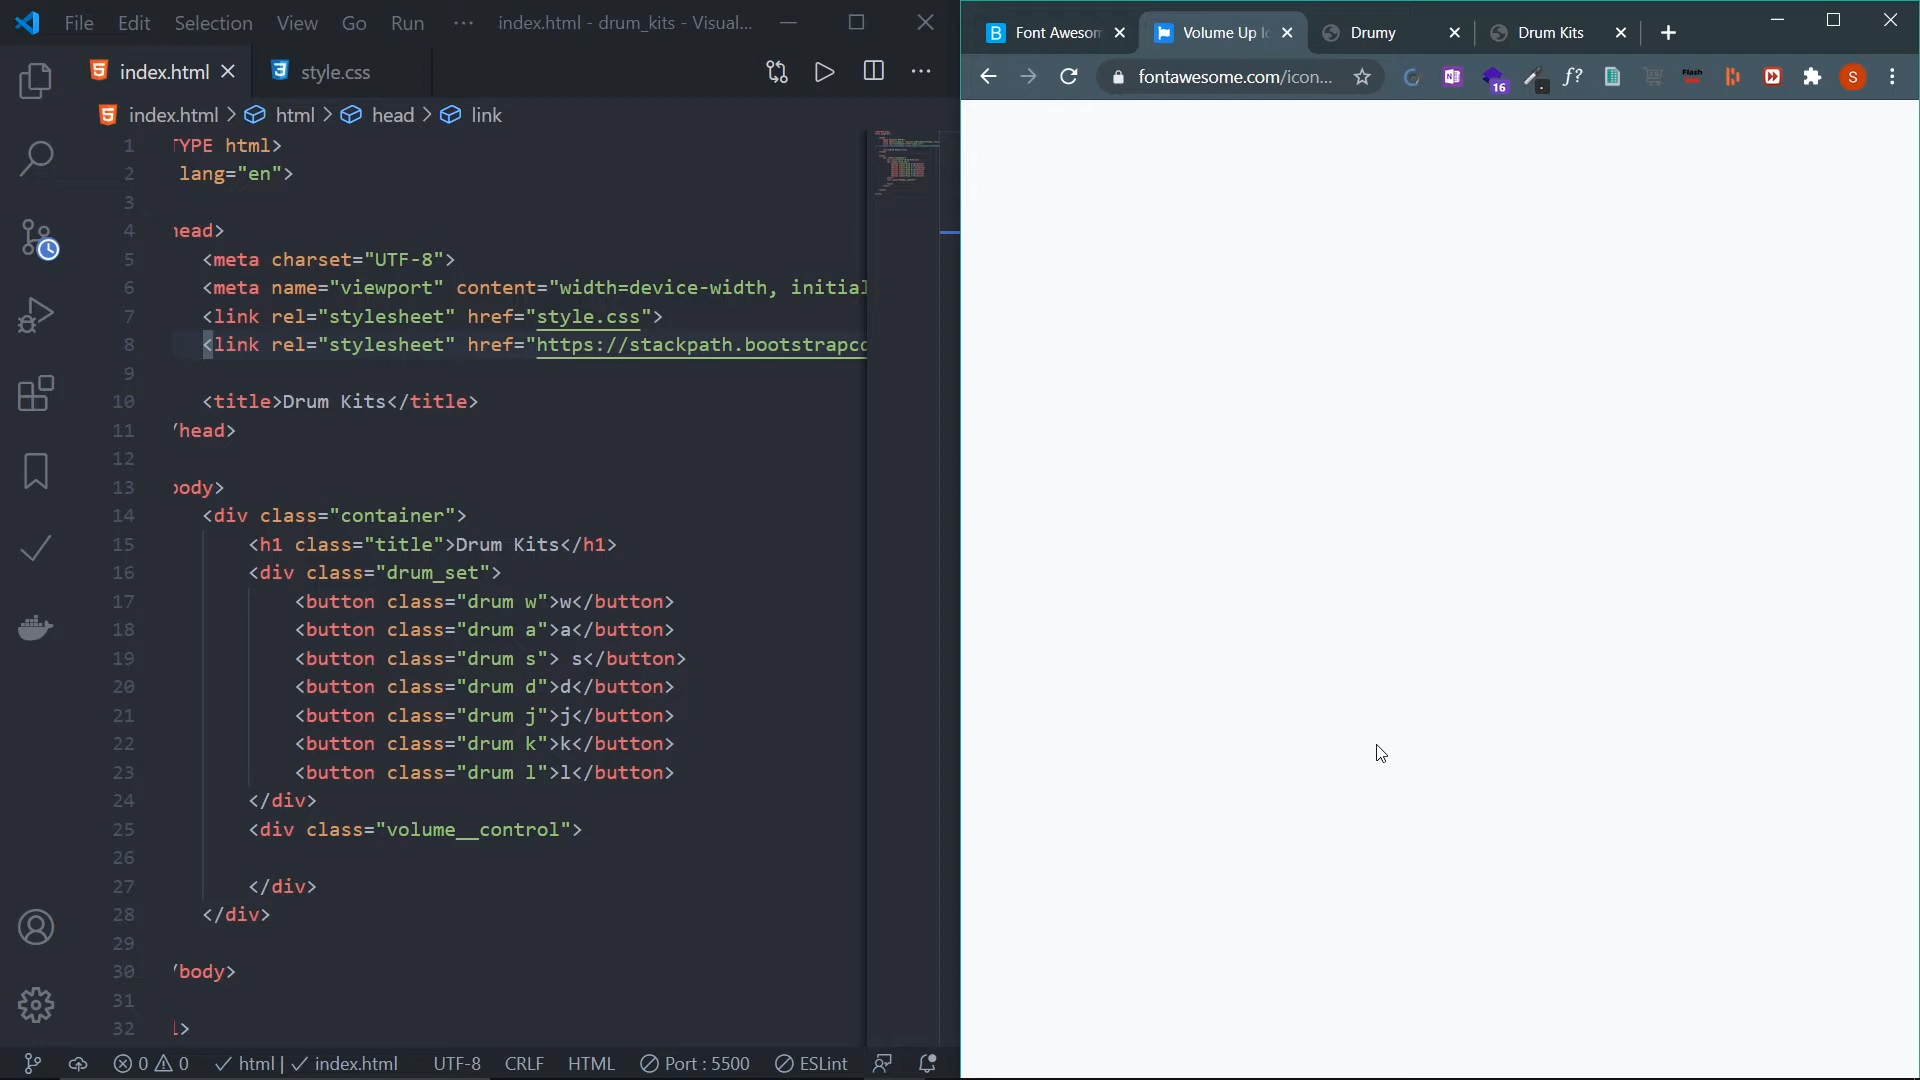 File Edit Selection View Go Run ··· index.html - drum_kits - Visual...
index.html style.css
index.html > html > head > link
1 TYPE html>
2 lang="en">
3
4 head>
5 <meta charset="UTF-8">
6 <meta name="viewport" content="width=device-width, initial
7 <link rel="stylesheet" href="style.css">
8 <link rel="stylesheet" href="https://stackpath.bootstrapc
9
10 <title>Drum Kits</title>
11 /head>
12
13 body>
14 <div class="container">
15 <h1 class="title">Drum Kits</h1>
16 <div class="drum_set">
17 <button class="drum w">w</button>
18 <button class="drum a">a</button>
19 <button class="drum s"> s</button>
20 <button class="drum d">d</button>
21 <button class="drum j">j</button>
22 <button class="drum k">k</button>
23 <button class="drum l">l</button>
24 </div>
25 <div class="volume__control">
26
27 </div>
28 </div>
29
30 /body>
31
32 l>
0 0 html | index.html UTF-8 CRLF HTML Port : 5500 ESLint
Font Awesom Volume Up Ic Drumy Drum Kits
fontawesome.com/icon... 16 f? Flash S